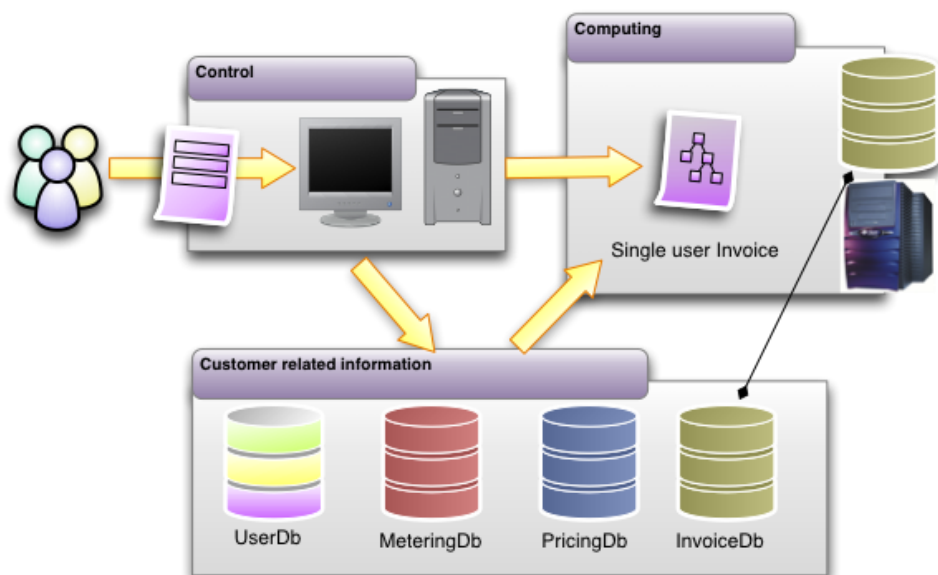 Computing
Control
Single user Invoice
Customer related information
UserDb
MeteringDb
PricingDb
InvoiceDb